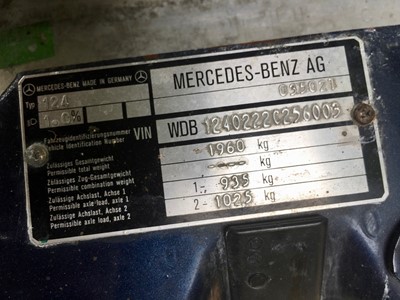 MERCEDES-BENZ MADE IN GERMANY
MERCEDES-BENZ AG
Typ 124
1.0%
Fahrzeugidentifizierungsnummer
Vehicle Identification Number
VIN WDB 1240222C256005
Zulässiges Gesamtgewicht
Permissible total weight
1960 kg
Zulässiges Zug-Gesamtgewicht
Permissible combination weight
kg
Zulässige Achslast, Achse 1
Permissible axle load, axle 1
1- 935 kg
Zulässige Achslast, Achse 2
Permissible axle load, axle 2
2- 1025 kg